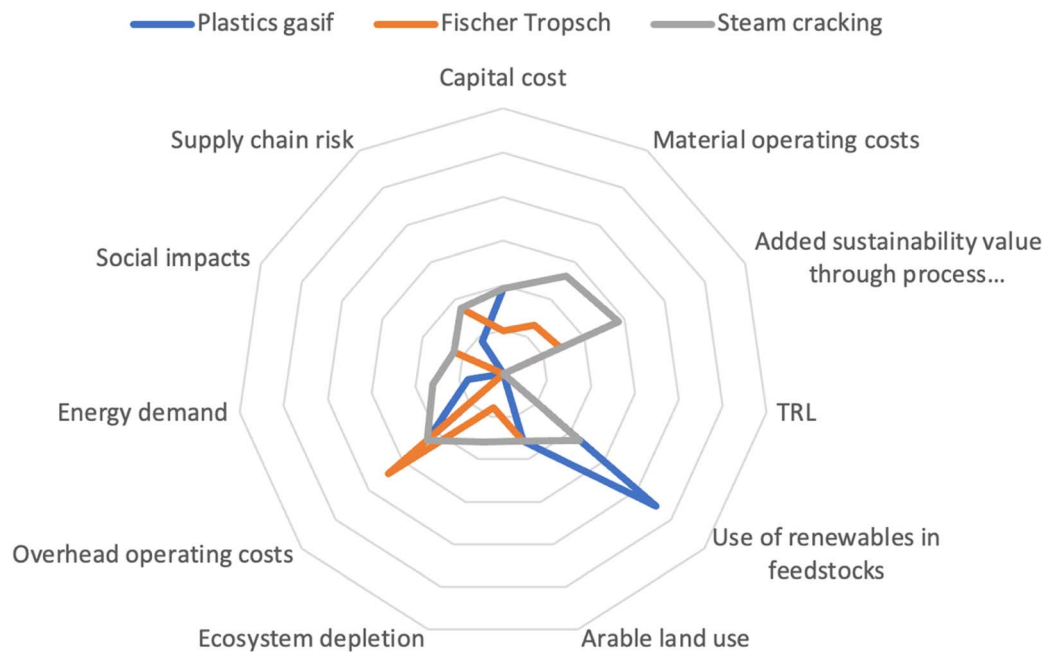 Plastics gasif
Fischer Tropsch
Steam cracking
Capital cost
Supply chain risk
Material operating costs
Social impacts
Added sustainability value
through process…
Energy demand
TRL
Overhead operating costs
Use of renewables in
feedstocks
Ecosystem depletion
Arable land use